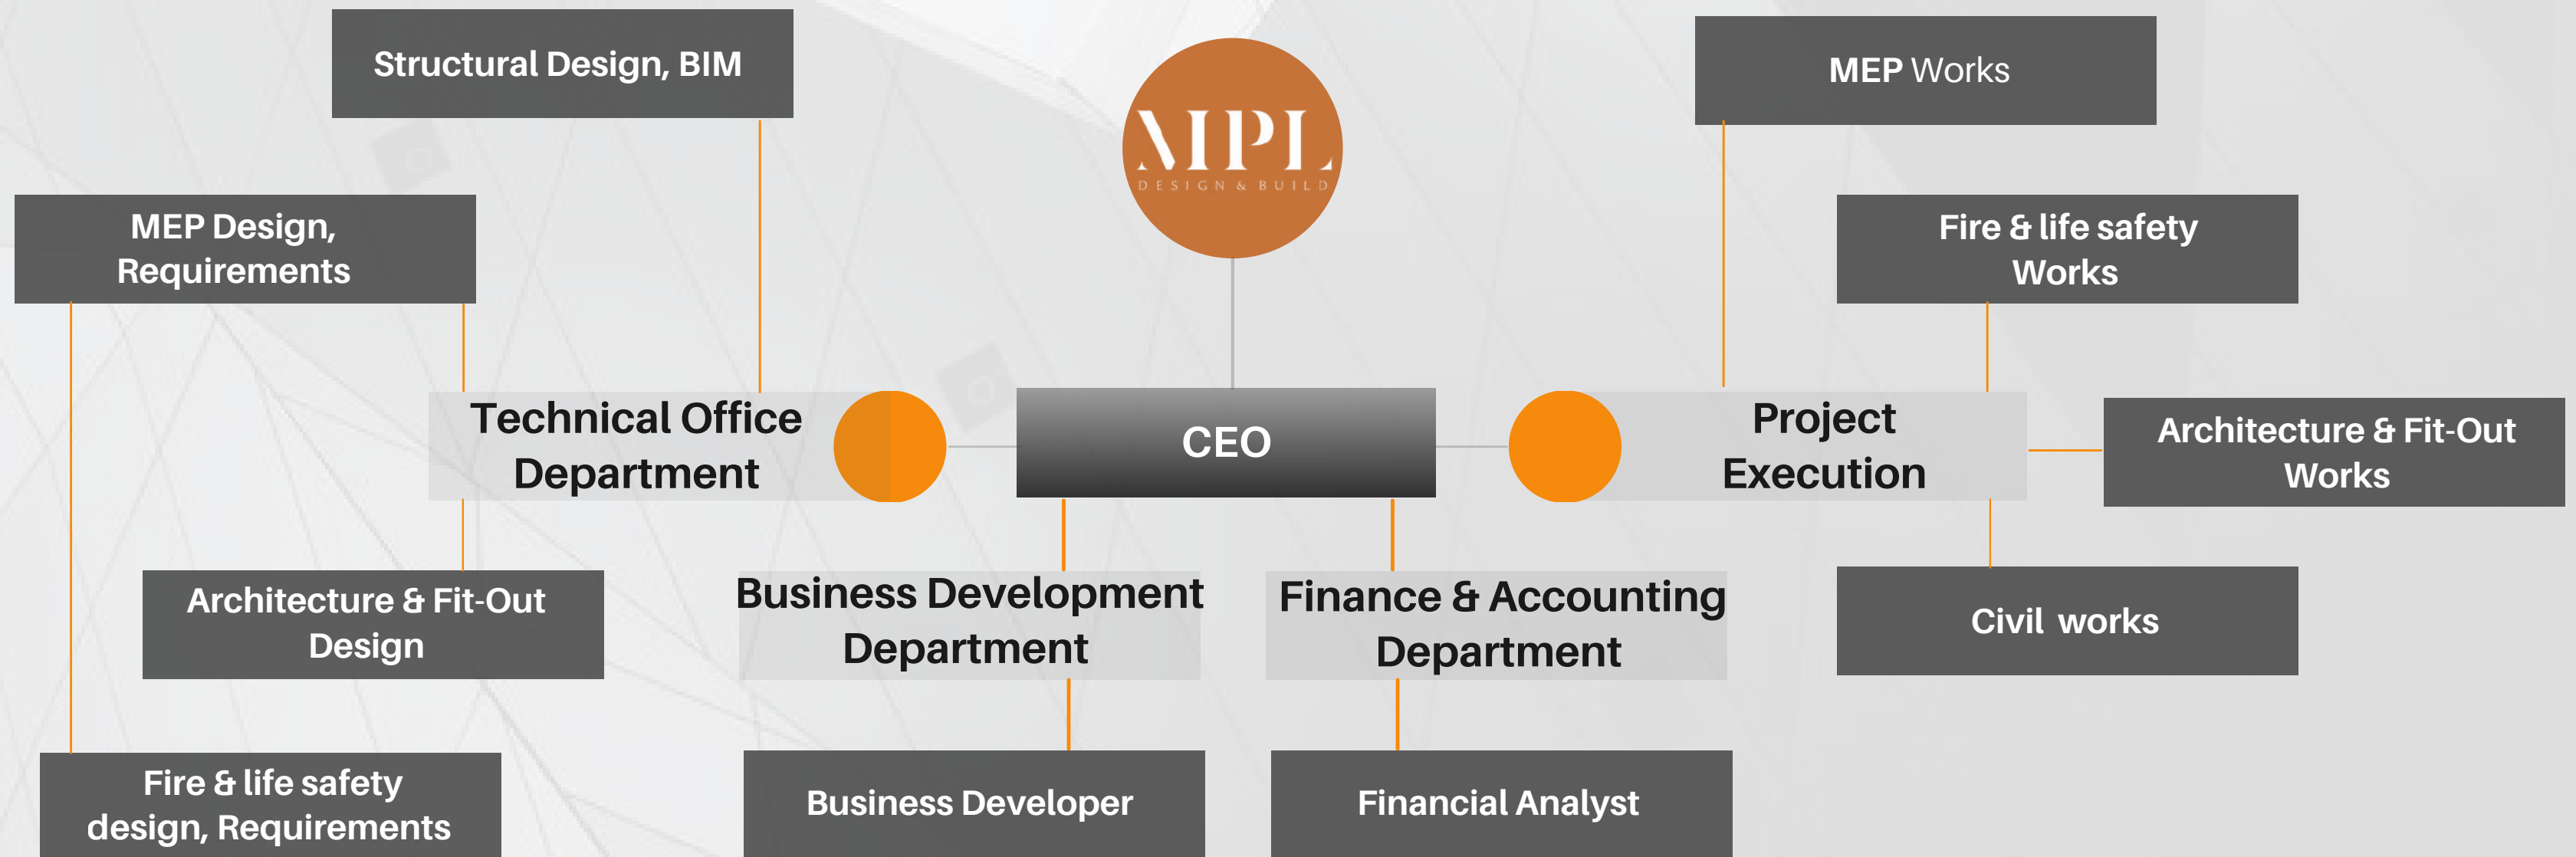 Structural Design, BIM
MPL
DESIGN & BUILD
MEP Works
MEP Design,
Requirements
Fire & life safety
Works
Technical Office
Department
CEO
Project
Execution
Architecture & Fit-Out
Works
Architecture & Fit-Out
Design
Business Development
Department
Finance & Accounting
Department
Civil works
Fire & life safety
design, Requirements
Business Developer
Financial Analyst